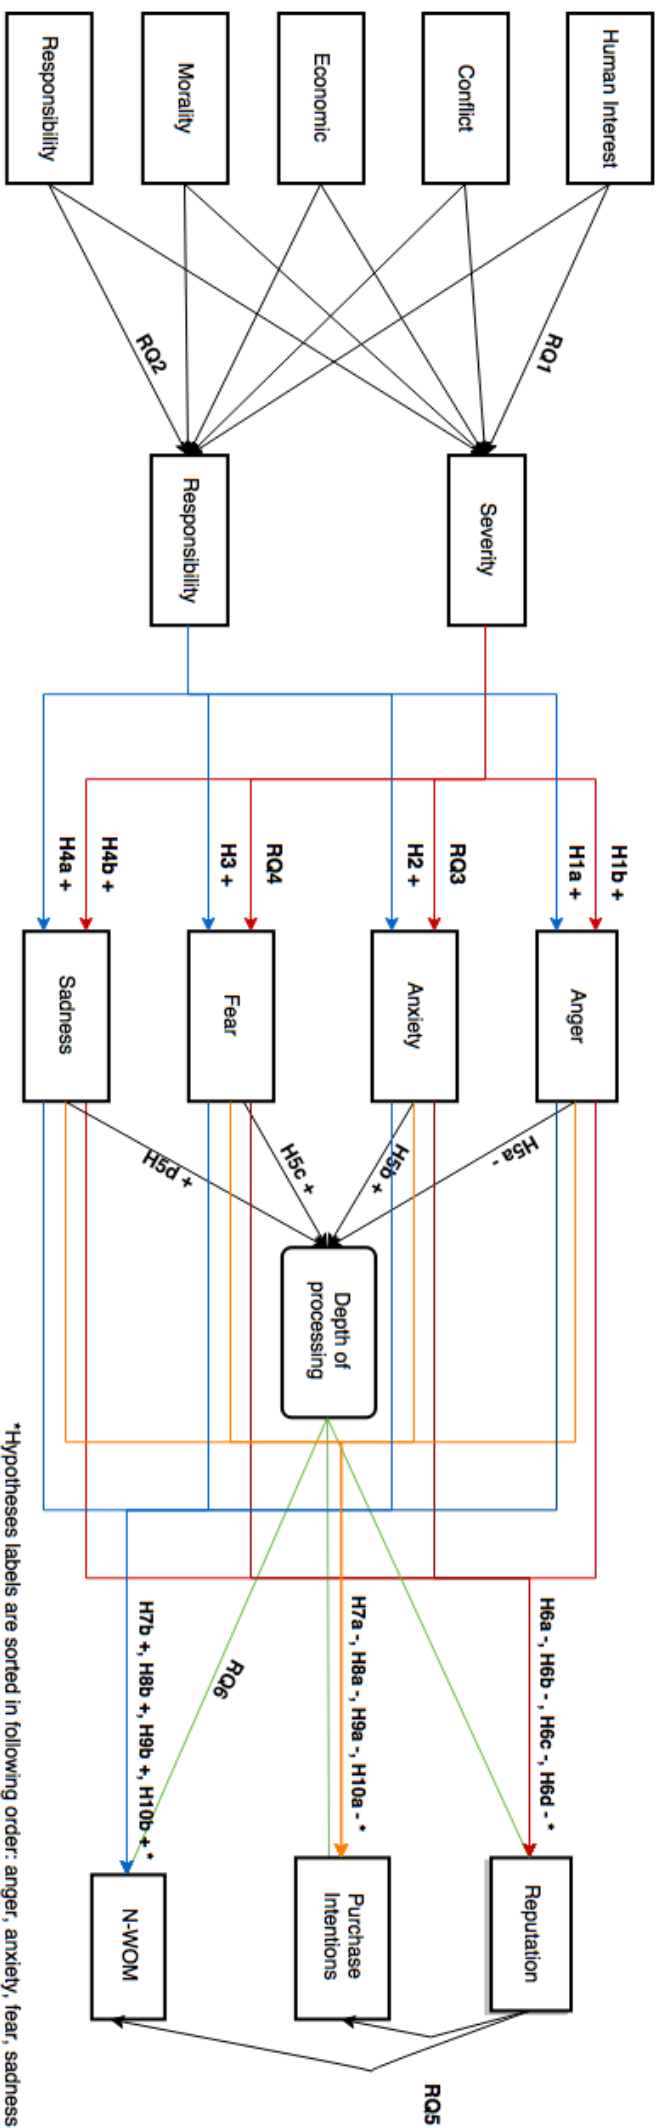 Human Interest
Conflict
Economic
Morality
Responsibility
RQ1
RQ2
Severity
Responsibility
H1b +
H1a +
RQ3
H2 +
RQ4
H3 +
H4b +
H4a +
Anger
Anxiety
Fear
Sadness
H5a -
H5b +
H5c +
H5d +
Depth of
processing
H6a -, H6b -, H6c -, H6d - *
H7a -, H8a -, H9a -, H10a - *
RQ6
H7b +, H8b +, H9b +, H10b + *
Reputation
Purchase
Intentions
N-WOM
RQ5
*Hypotheses labels are sorted in following order: anger, anxiety, fear, sadness